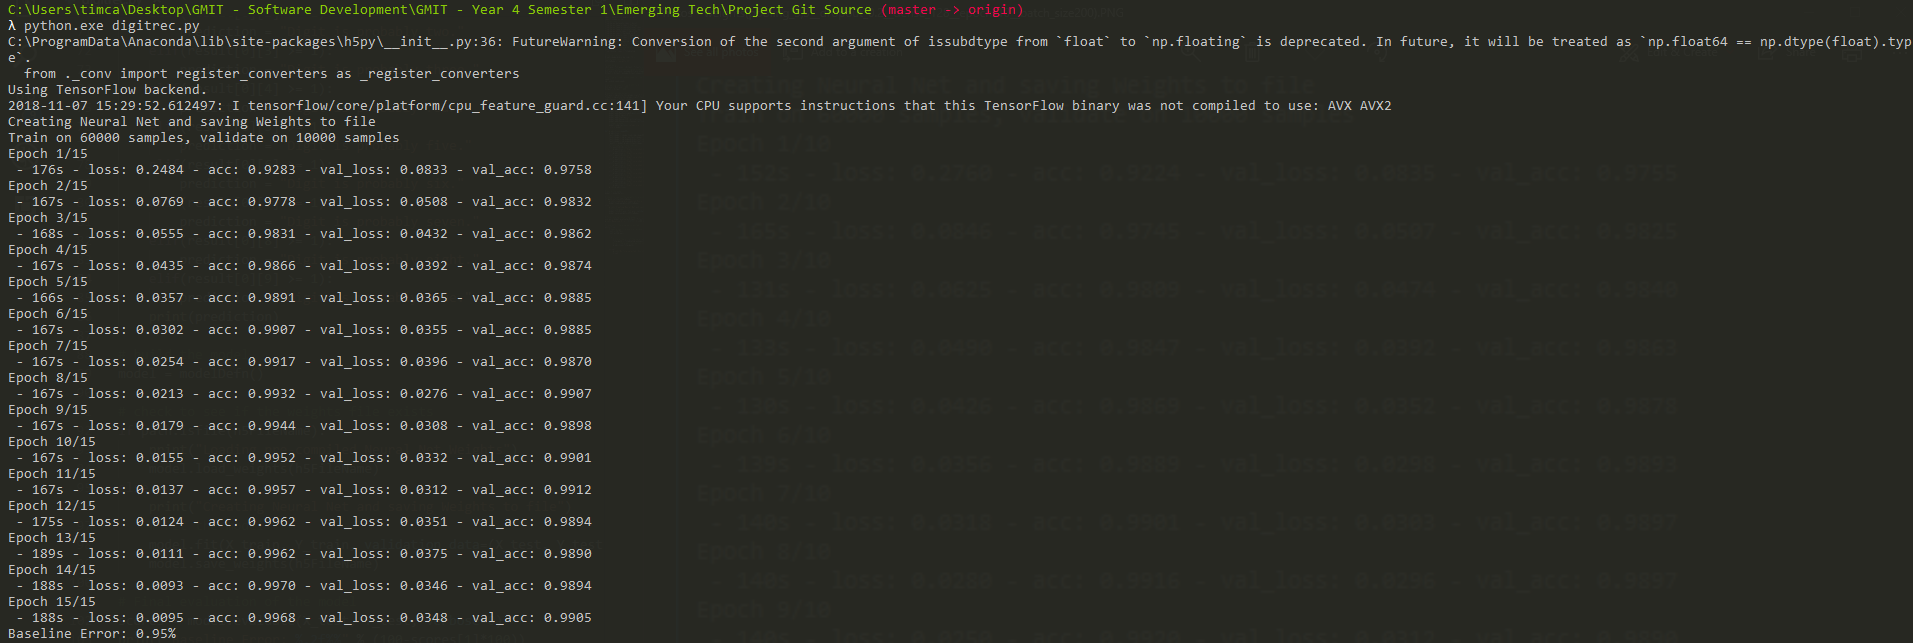 C:\Users\timca\Desktop\GMIT - Software Development\GMIT - Year 4 Semester 1\Emerging Tech\Project Git Source (master -> origin)
λ python.exe digitrec.py
C:\ProgramData\Anaconda\lib\site-packages\h5py\__init__.py:36: FutureWarning: Conversion of the second argument of issubdtype from `float` to `np.floating` is deprecated. In future, it will be treated as `np.float64 == np.dtype(float).typ
e`.
from ._conv import register_converters as _register_converters
Using TensorFlow backend.
2018-11-07 15:29:52.612497: I tensorflow/core/platform/cpu_feature_guard.cc:141] Your CPU supports instructions that this TensorFlow binary was not compiled to use: AVX AVX2
Creating Neural Net and saving Weights to file
Train on 60000 samples, validate on 10000 samples
Epoch 1/15
- 176s - loss: 0.2484 - acc: 0.9283 - val_loss: 0.0833 - val_acc: 0.9758
Epoch 2/15
- 167s - loss: 0.0769 - acc: 0.9778 - val_loss: 0.0508 - val_acc: 0.9832
Epoch 3/15
- 168s - loss: 0.0555 - acc: 0.9831 - val_loss: 0.0432 - val_acc: 0.9862
Epoch 4/15
- 167s - loss: 0.0435 - acc: 0.9866 - val_loss: 0.0392 - val_acc: 0.9874
Epoch 5/15
- 166s - loss: 0.0357 - acc: 0.9891 - val_loss: 0.0365 - val_acc: 0.9885
Epoch 6/15
- 167s - loss: 0.0302 - acc: 0.9907 - val_loss: 0.0355 - val_acc: 0.9885
Epoch 7/15
- 167s - loss: 0.0254 - acc: 0.9917 - val_loss: 0.0396 - val_acc: 0.9870
Epoch 8/15
- 167s - loss: 0.0213 - acc: 0.9932 - val_loss: 0.0276 - val_acc: 0.9907
Epoch 9/15
- 167s - loss: 0.0179 - acc: 0.9944 - val_loss: 0.0308 - val_acc: 0.9898
Epoch 10/15
- 167s - loss: 0.0155 - acc: 0.9952 - val_loss: 0.0332 - val_acc: 0.9901
Epoch 11/15
- 167s - loss: 0.0137 - acc: 0.9957 - val_loss: 0.0312 - val_acc: 0.9912
Epoch 12/15
- 175s - loss: 0.0124 - acc: 0.9962 - val_loss: 0.0351 - val_acc: 0.9894
Epoch 13/15
- 189s - loss: 0.0111 - acc: 0.9962 - val_loss: 0.0375 - val_acc: 0.9890
Epoch 14/15
- 188s - loss: 0.0093 - acc: 0.9970 - val_loss: 0.0346 - val_acc: 0.9894
Epoch 15/15
- 188s - loss: 0.0095 - acc: 0.9968 - val_loss: 0.0348 - val_acc: 0.9905
Baseline Error: 0.95%